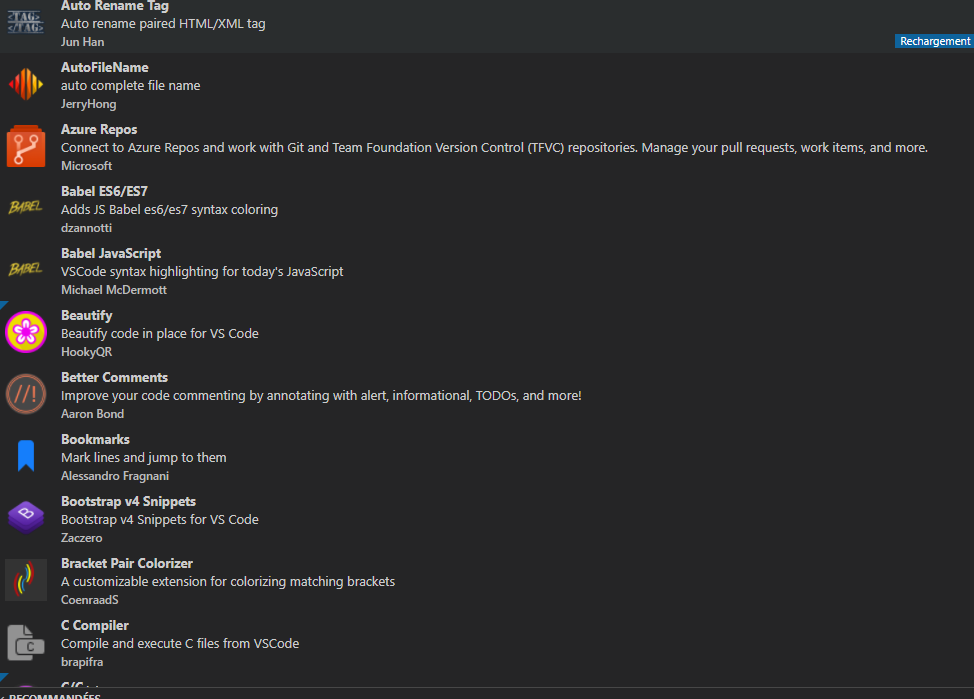 Auto Rename Tag
<TAG>
</TAG>
Auto rename paired HTML/XML tag
Jun Han
Rechargement
AutoFileName
auto complete file name
JerryHong
Azure Repos
Connect to Azure Repos and work with Git and Team Foundation Version Control (TFVC) repositories. Manage your pull requests, work items, and more.
Microsoft
Babel ES6/ES7
BABEL
Adds JS Babel es6/es7 syntax coloring
dzannotti
Babel JavaScript
BABEL
VSCode syntax highlighting for today's JavaScript
Michael McDermott
Beautify
Beautify code in place for VS Code
HookyQR
Better Comments
//!
Improve your code commenting by annotating with alert, informational, TODOs, and more!
Aaron Bond
Bookmarks
Mark lines and jump to them
Alessandro Fragnani
Bootstrap v4 Snippets
B
Bootstrap v4 Snippets for VS Code
Zaczero
Bracket Pair Colorizer
A customizable extension for colorizing matching brackets
CoenraadS
C Compiler
C
Compile and execute C files from VSCode
brapifra
C/C++
RECOMMANDÉES